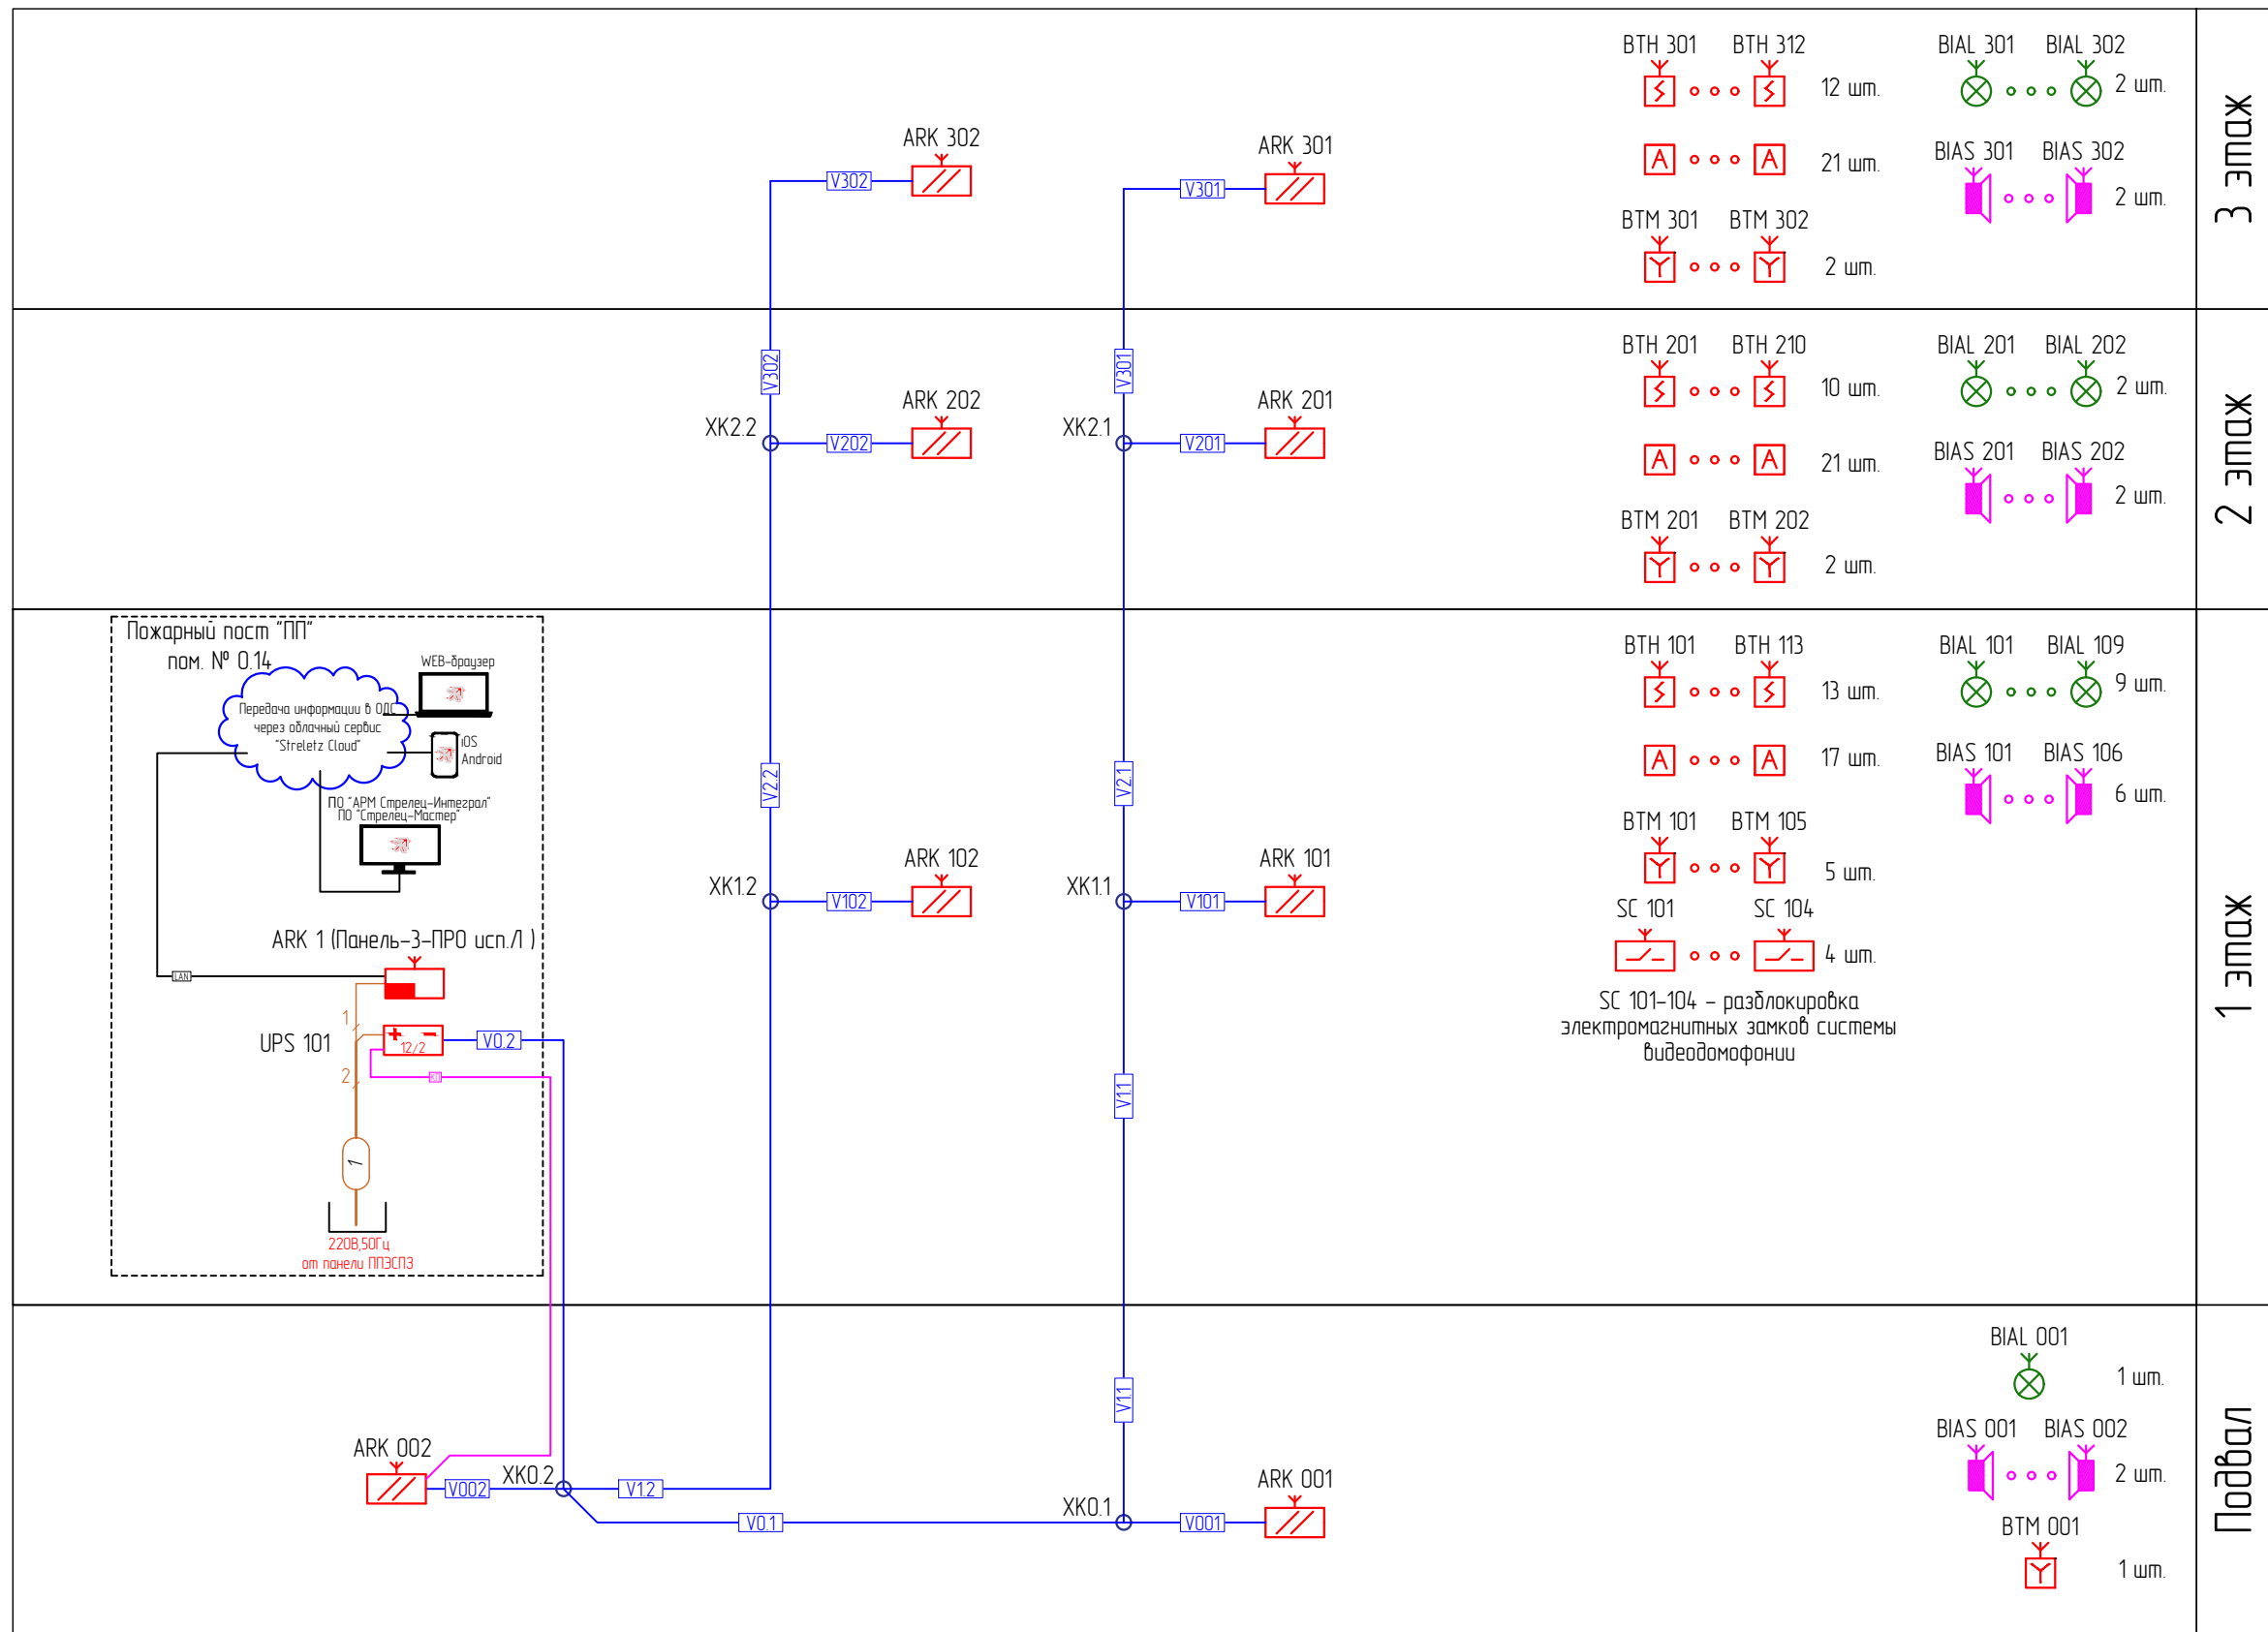 BTH 301 BTH 312
12 шт.
BIAL 301 BIAL 302
2 шт.
ARK 302
V302
ARK 301
V301
A A
21 шт.
BIAS 301 BIAS 302
2 шт.
BTM 301 BTM 302
2 шт.
3 этаж
V302
V301
BTH 201 BTH 210
10 шт.
BIAL 201 BIAL 202
2 шт.
XK2.2
ARK 202
V202
XK2.1
ARK 201
V201
A A
21 шт.
BIAS 201 BIAS 202
2 шт.
BTM 201 BTM 202
2 шт.
2 этаж
Пожарный пост "ПП"
пом. № 0.14
WEB-браузер
Передача информации в ОДС
через облачный сервис
"Streletz Cloud"
iOS
Android
ПО "АРМ Стрелец-Интеграл"
ПО "Стрелец-Мастер"
ARK 1 (Панель-3-ПРО исп.Л )
LAN
1
UPS 101
+ −
12/2
V0.2
2
1
220В,50Гц
от панели ППЭСПЗ
V2.2
V2.1
XK1.2
ARK 102
V102
XK1.1
ARK 101
V101
V1.1
BTH 101 BTH 113
13 шт.
BIAL 101 BIAL 109
9 шт.
A A
17 шт.
BIAS 101 BIAS 106
6 шт.
BTM 101 BTM 105
5 шт.
SC 101 SC 104
4 шт.
SC 101-104 - разблокировка
электромагнитных замков системы
видеодомофонии
1 этаж
V1.1
ARK 002
V002
XK0.2
V1.2
V0.1
XK0.1
ARK 001
V001
BIAL 001
1 шт.
BIAS 001 BIAS 002
2 шт.
BTM 001
1 шт.
Подвал